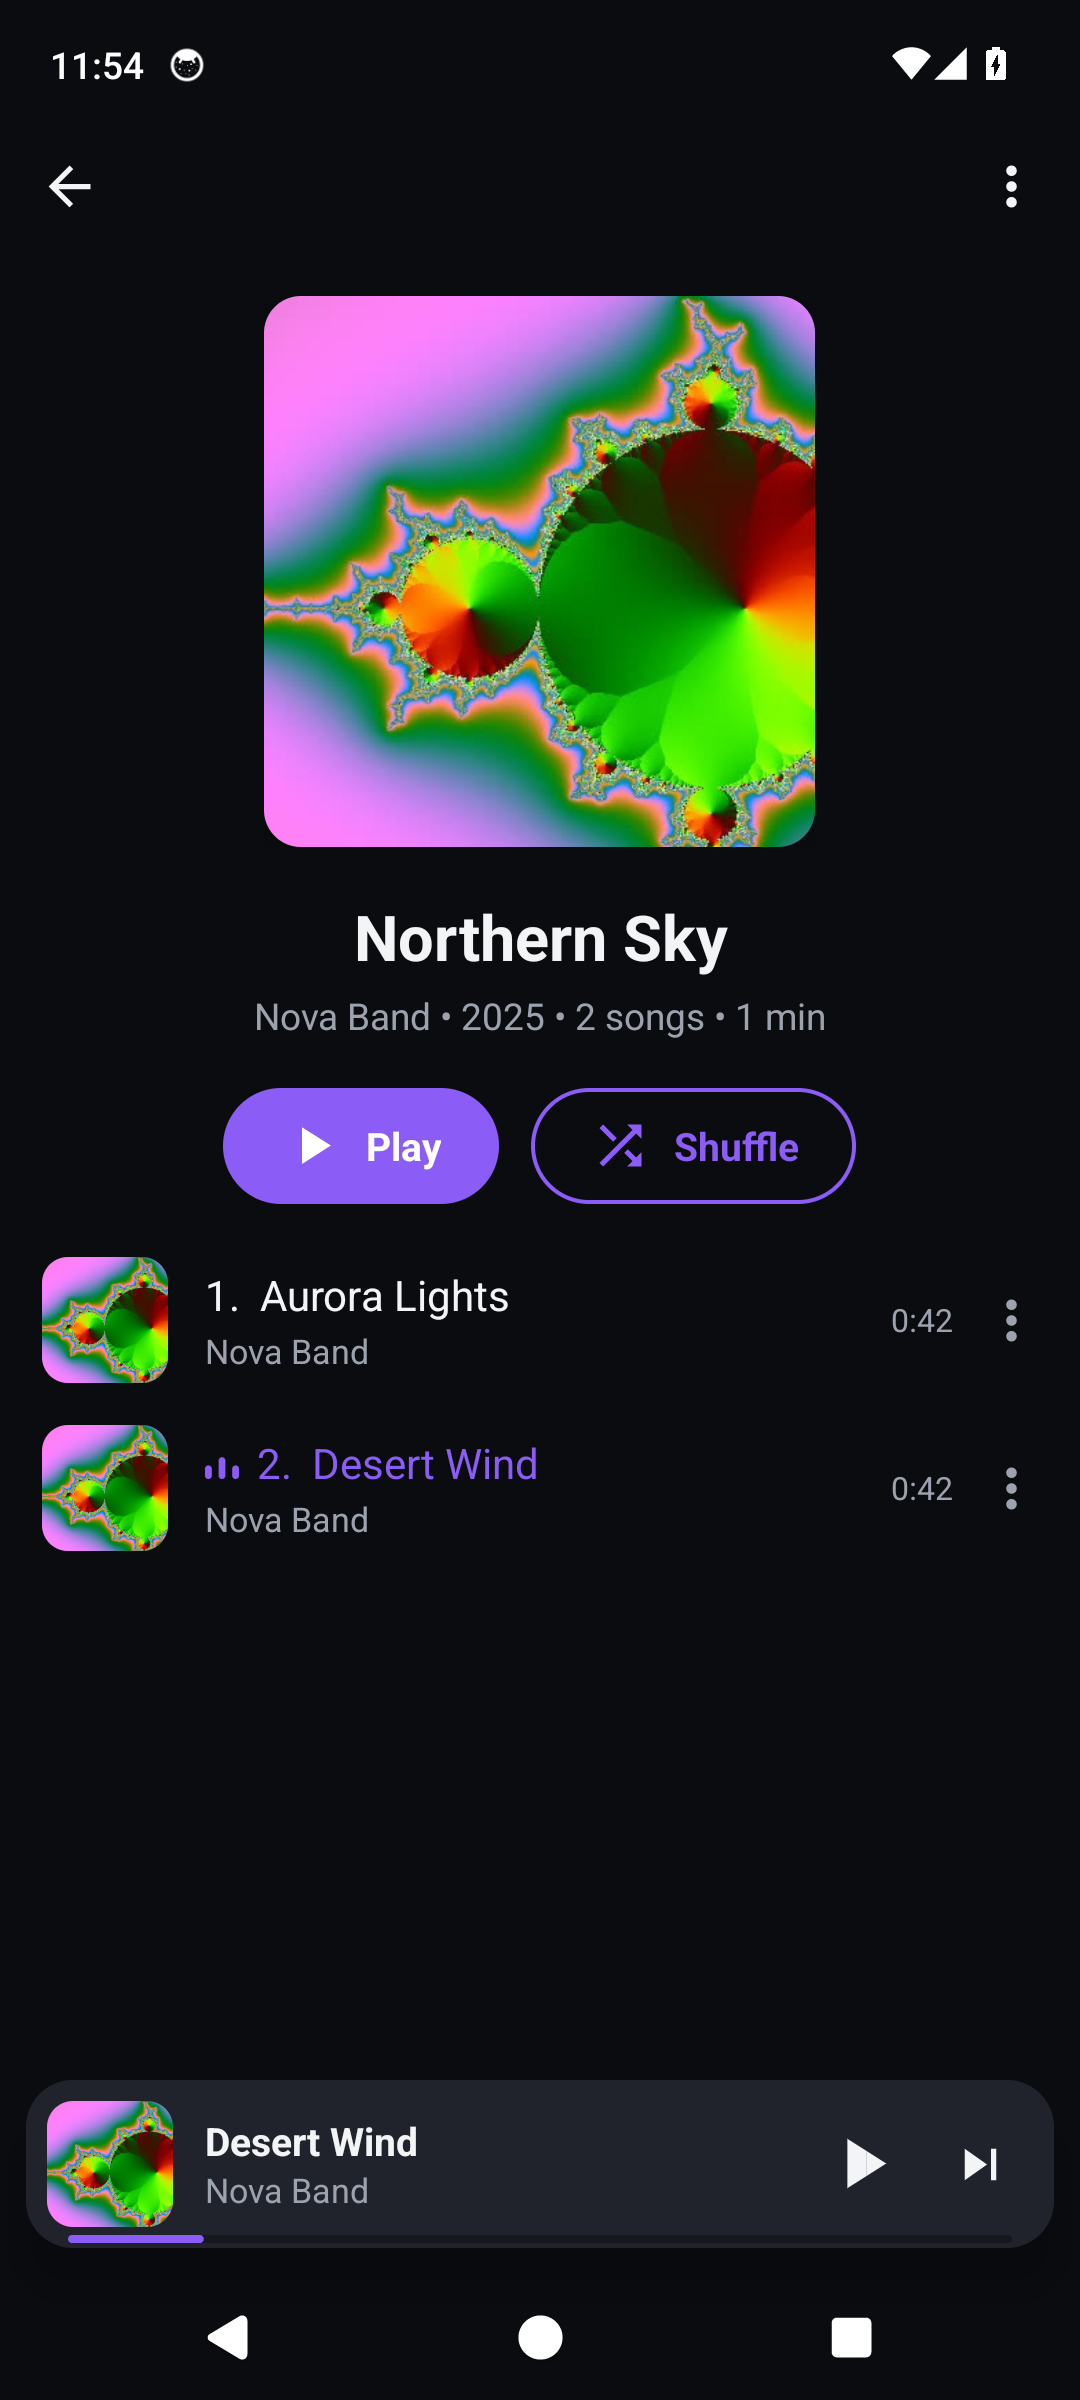 11:54
Northern Sky
Nova Band • 2025 • 2 songs • 1 min
Play
Shuffle
1. Aurora Lights
Nova Band
0:42
2. Desert Wind
Nova Band
0:42
Desert Wind
Nova Band